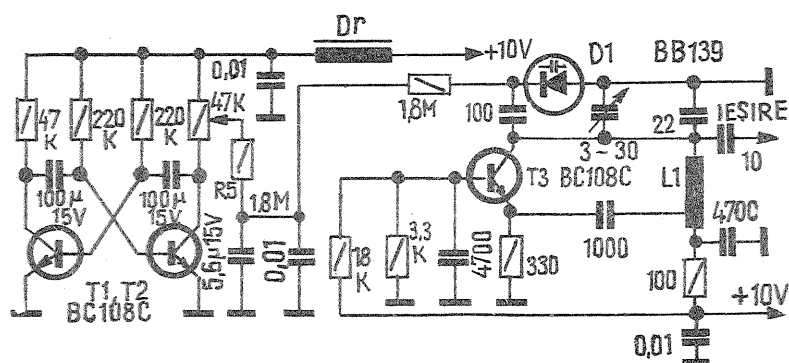 Dr
+10V
D1
BB139
0,01
47
K
220
K
220
K
47K
1,8M
100
22
IESIRE
10
3~30
T3
BC108C
L1
R5
100µ
15V
100µ
15V
1,8M
4700
1000
5,6µ15V
0,01
18
K
3,3
K
4700
330
100
T1,T2
BC108C
+10V
0,01